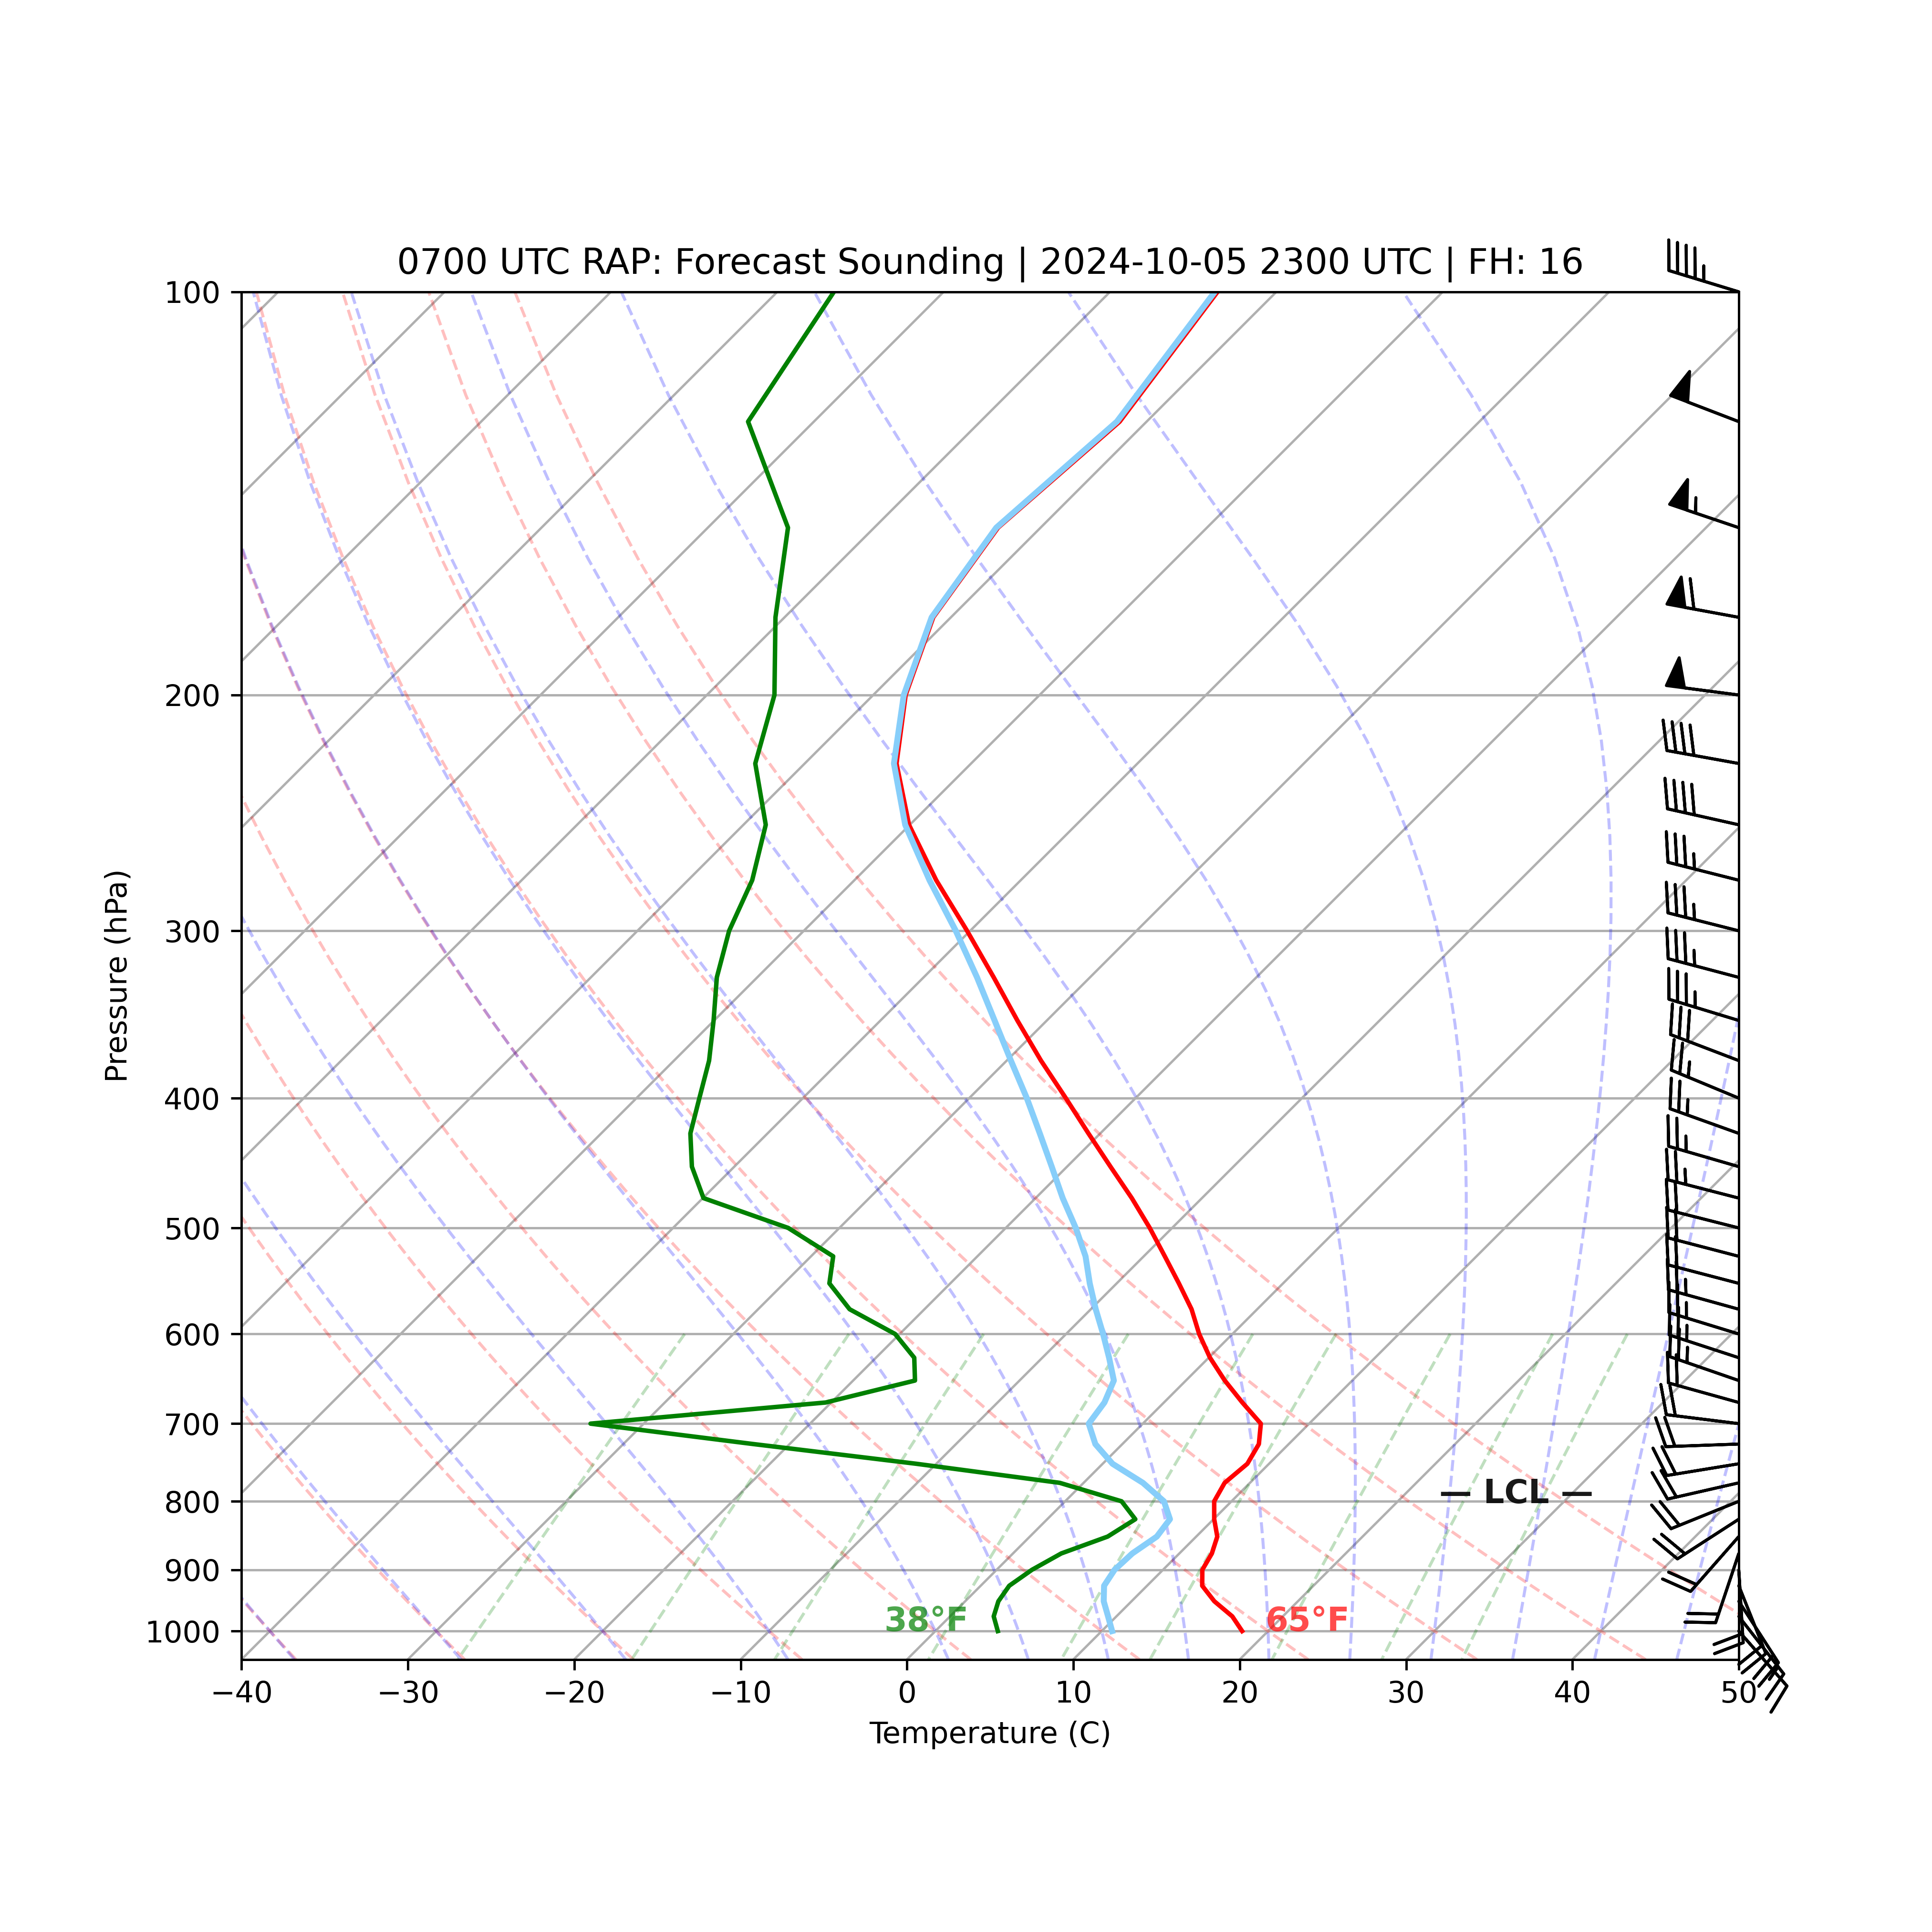 0700 UTC RAP: Forecast Sounding | 2024-10-05 2300 UTC | FH: 16
100
200
300
400
500
600
700
800
900
1000
Pressure (hPa)
— LCL —
38°F
65°F
−40 −30 −20 −10 0 10 20 30 40 50
Temperature (C)